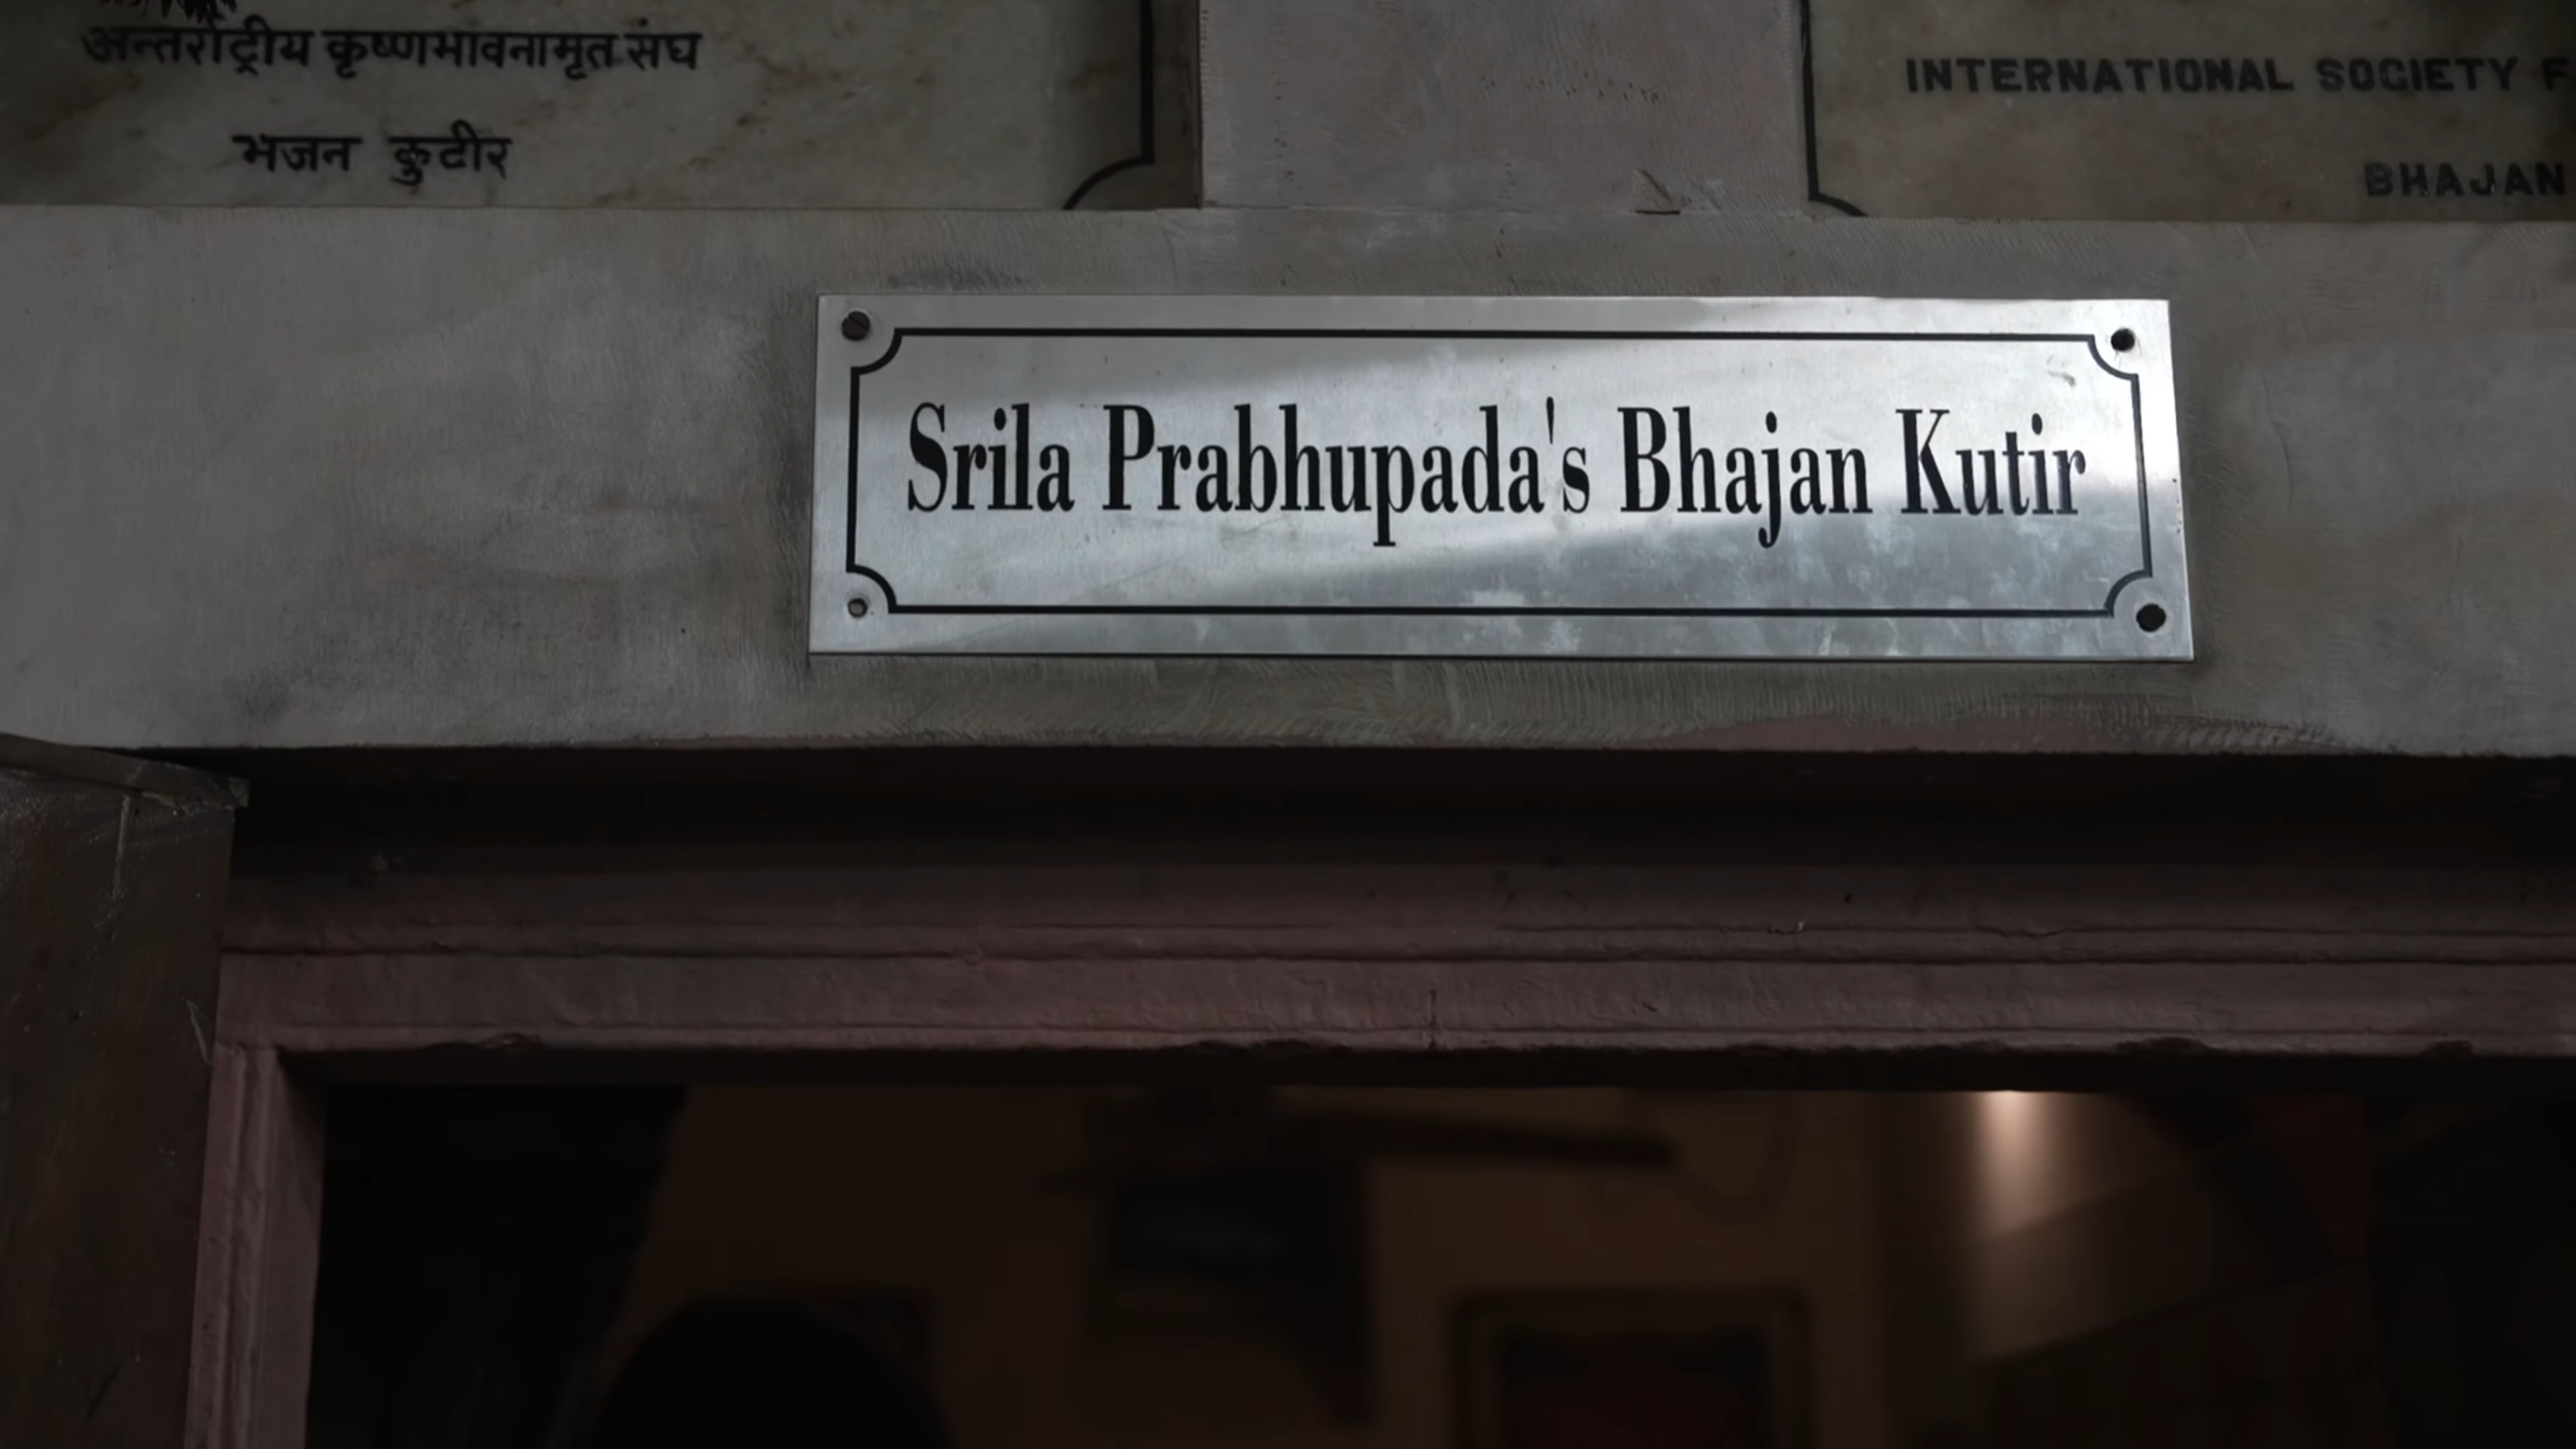 अन्तर्राट्रीय कृष्णभावनामृत संघ
भजन कुटीर
INTERNATIONAL SOCIETY F
BHAJAN
Srila Prabhupada's Bhajan Kutir